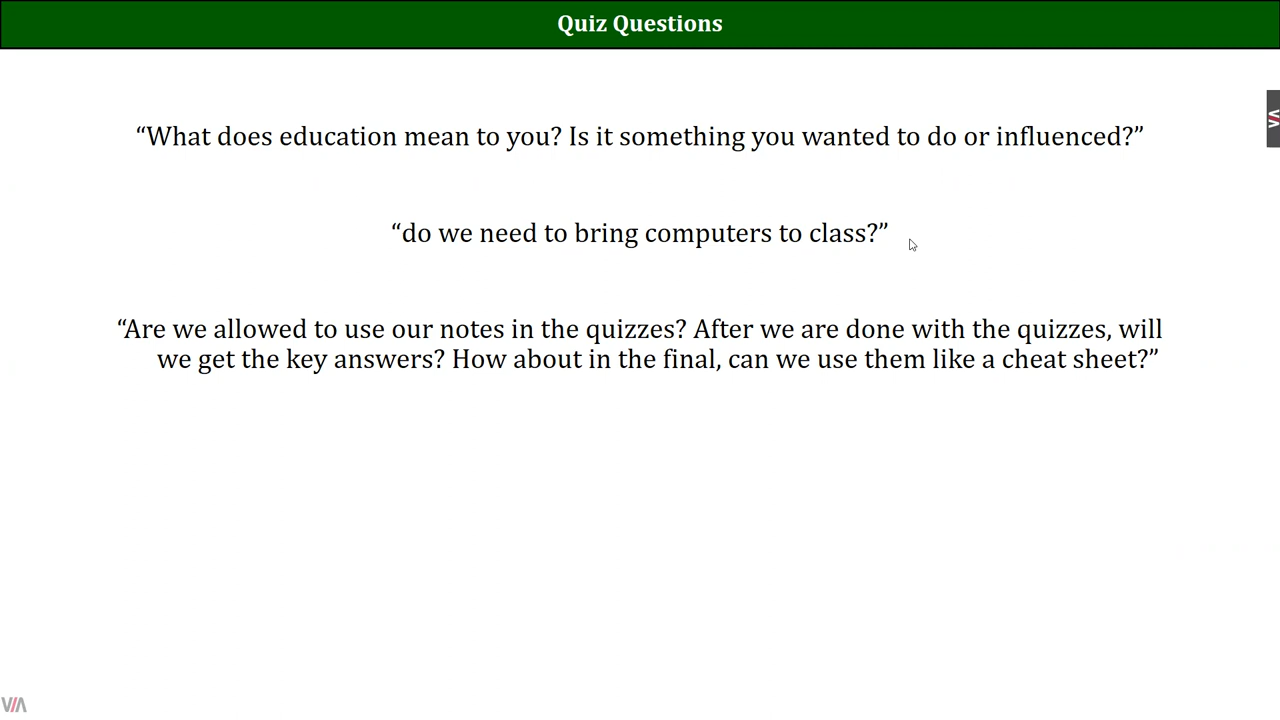 Quiz Questions
“What does education mean to you? Is it something you wanted to do or influenced?”
“do we need to bring computers to class?”
“Are we allowed to use our notes in the quizzes? After we are done with the quizzes, will
we get the key answers? How about in the final, can we use them like a cheat sheet?”
VIA